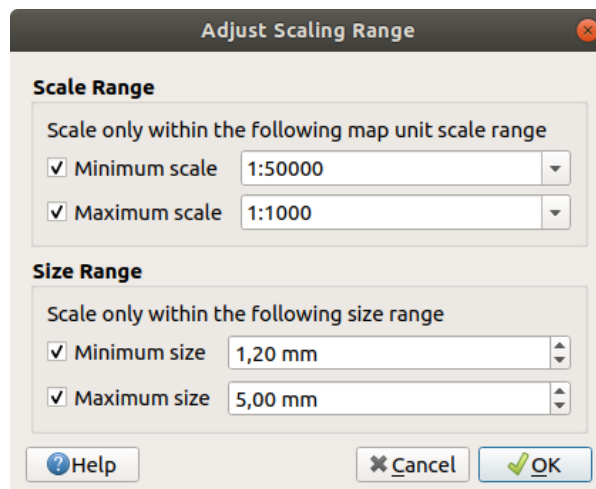 Adjust Scaling Range
Scale Range
Scale only within the following map unit scale range
Minimum scale 1:50000
Maximum scale 1:1000
Size Range
Scale only within the following size range
Minimum size 1,20 mm
Maximum size 5,00 mm
Help Cancel OK